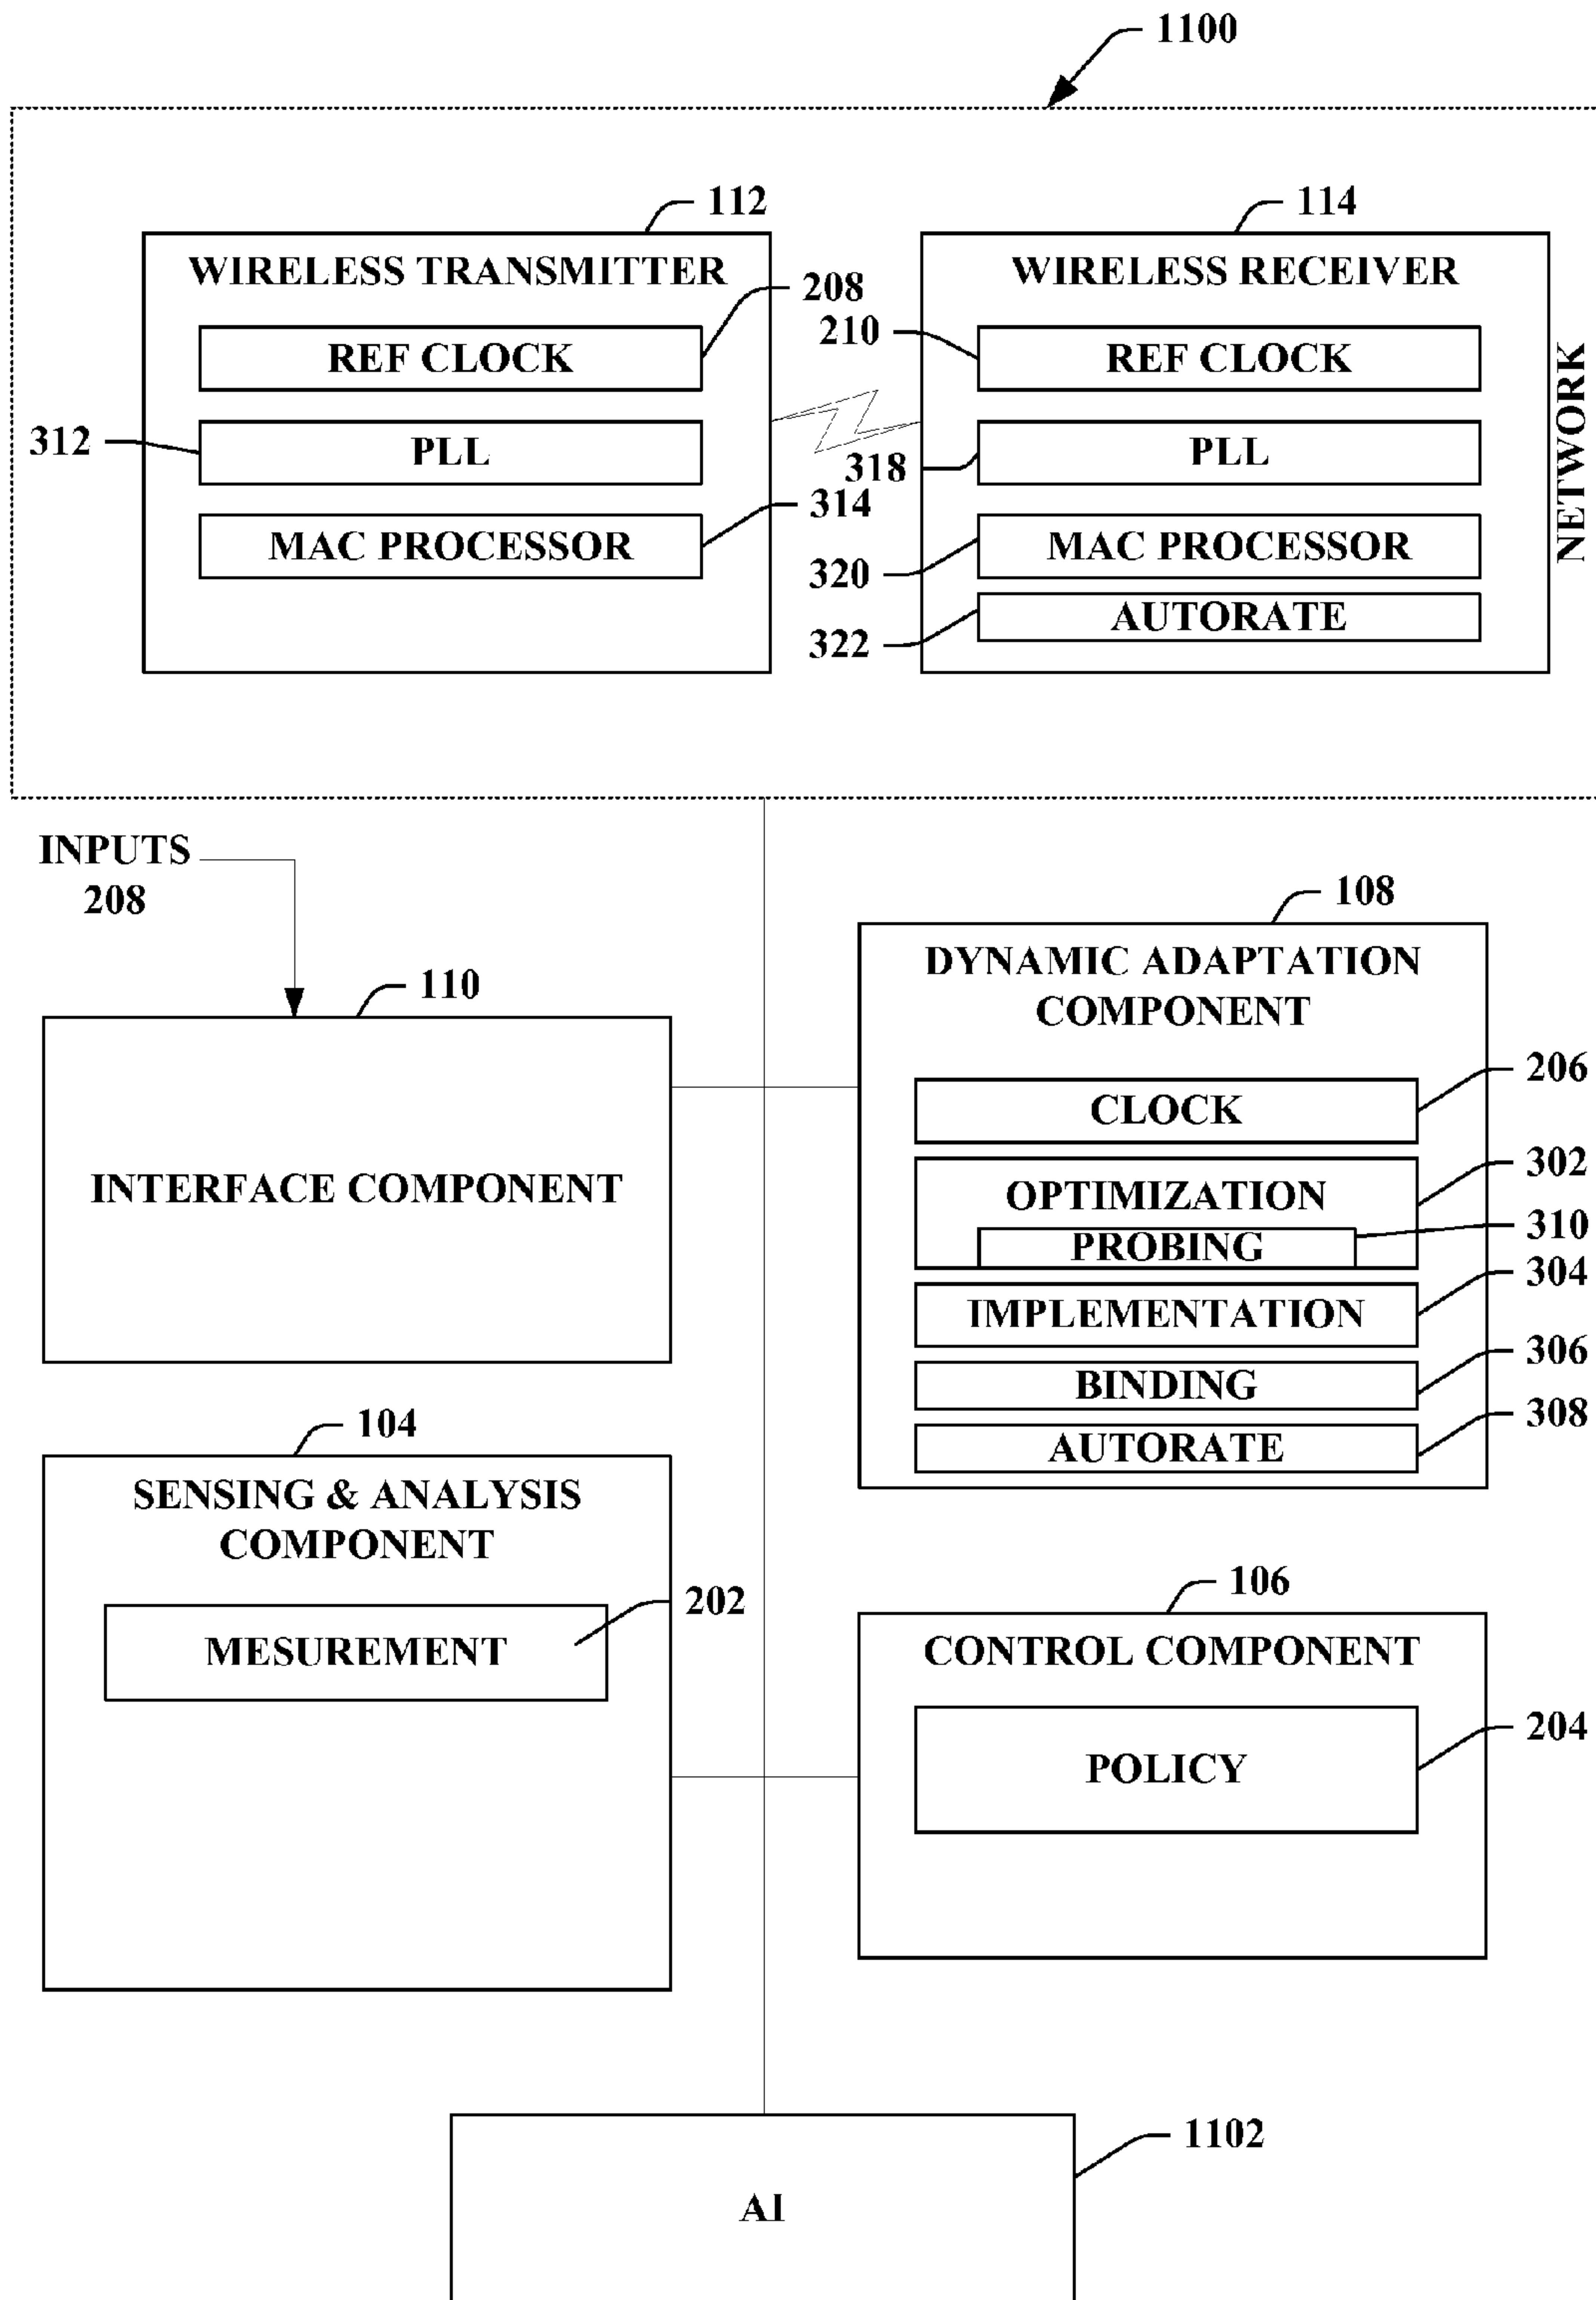 1100
112
114
WIRELESS TRANSMITTER
WIRELESS RECEIVER
208
210
REF CLOCK
REF CLOCK
NETWORK
312
PLL
318
PLL
314
MAC PROCESSOR
MAC PROCESSOR
320
AUTORATE
322
INPUTS
208
108
DYNAMIC ADAPTATION
COMPONENT
110
206
CLOCK
302
INTERFACE COMPONENT
OPTIMIZATION
310
PROBING
304
IMPLEMENTATION
306
BINDING
308
AUTORATE
104
SENSING & ANALYSIS
COMPONENT
202
MESUREMENT
106
CONTROL COMPONENT
204
POLICY
1102
AI